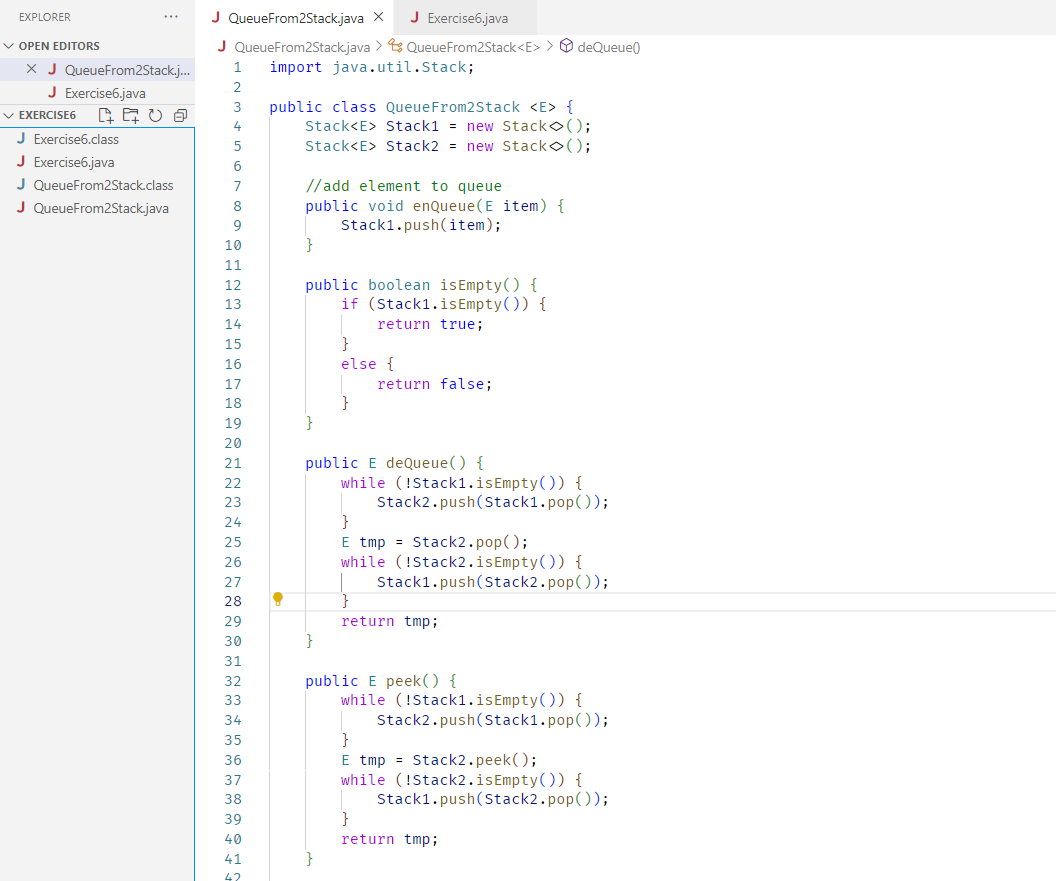 EXPLORER ···
OPEN EDITORS
J QueueFrom2Stack.j...
J Exercise6.java
EXERCISE6
J Exercise6.class
J Exercise6.java
J QueueFrom2Stack.class
J QueueFrom2Stack.java
J QueueFrom2Stack.java
J Exercise6.java
J QueueFrom2Stack.java > QueueFrom2Stack<E> > deQueue()
1 import java.util.Stack;
2
3 public class QueueFrom2Stack <E> {
4     Stack<E> Stack1 = new Stack<>();
5     Stack<E> Stack2 = new Stack<>();
6
7     //add element to queue
8     public void enQueue(E item) {
9         Stack1.push(item);
10     }
11
12     public boolean isEmpty() {
13         if (Stack1.isEmpty()) {
14             return true;
15         }
16         else {
17             return false;
18         }
19     }
20
21     public E deQueue() {
22         while (!Stack1.isEmpty()) {
23             Stack2.push(Stack1.pop());
24         }
25         E tmp = Stack2.pop();
26         while (!Stack2.isEmpty()) {
27             Stack1.push(Stack2.pop());
28         }
29         return tmp;
30     }
31
32     public E peek() {
33         while (!Stack1.isEmpty()) {
34             Stack2.push(Stack1.pop());
35         }
36         E tmp = Stack2.peek();
37         while (!Stack2.isEmpty()) {
38             Stack1.push(Stack2.pop());
39         }
40         return tmp;
41     }
42